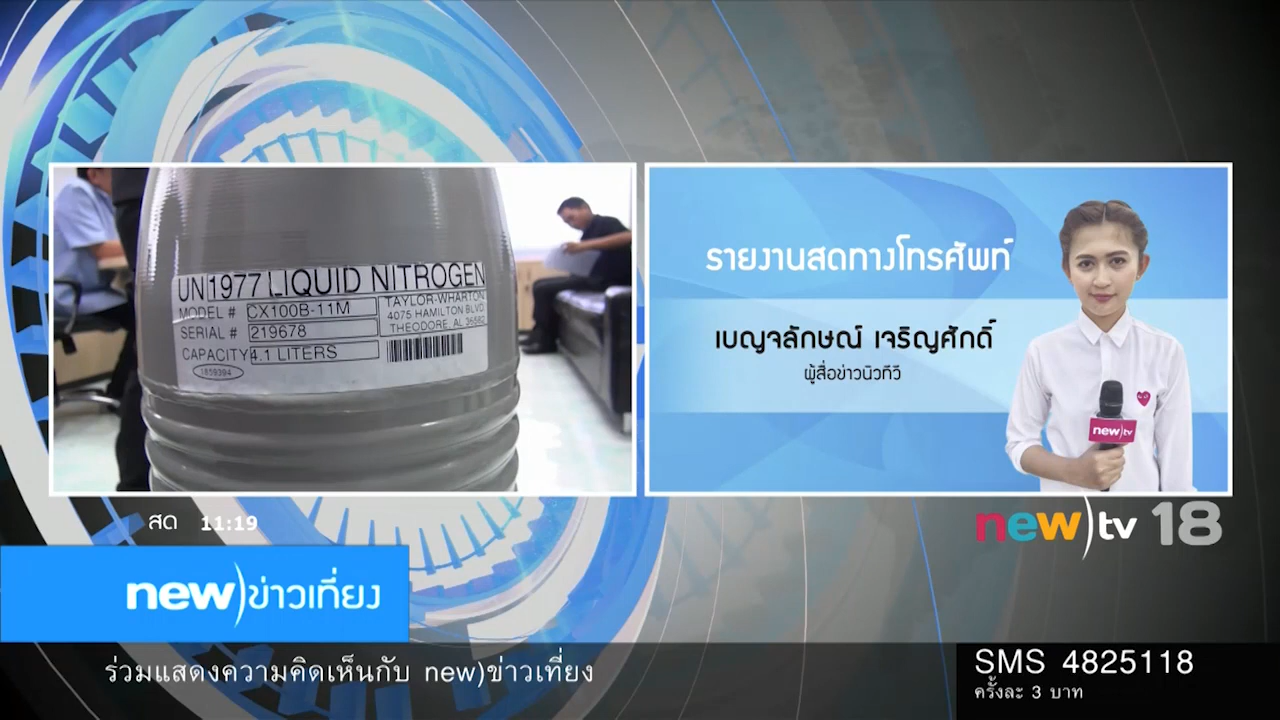 UN1977 LIQUID NITROGEN
MODEL # CX100B-11M
SERIAL # 219678
CAPACITY 4.1 LITERS
1859394
TAYLOR-WHARTON
4075 HAMILTON BLVD
THEODORE, AL 36582
รายงานสดทางโทรศัพท์
เบญจลักษณ์ เจริญศักดิ์
ผู้สื่อข่าวนิวทีวี
new)tv
สด 11:19
new)tv 18
new)ข่าวเที่ยง
ร่วมแสดงความคิดเห็นกับ new)ข่าวเที่ยง
SMS 4825118
ครั้งละ 3 บาท